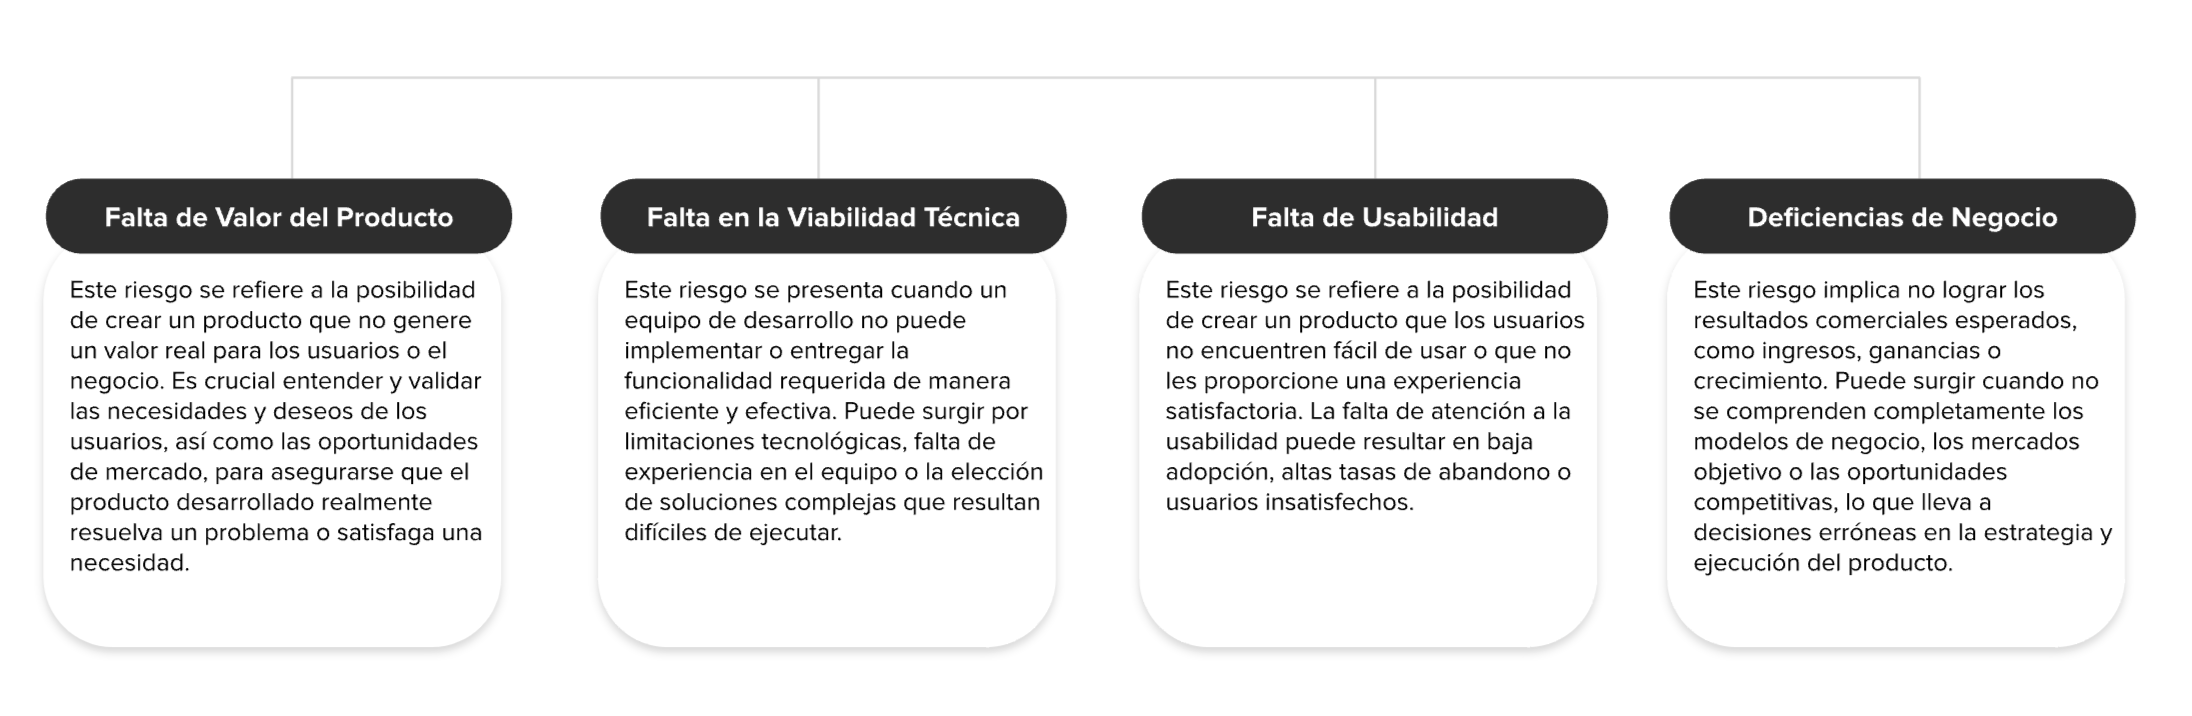 Falta de Valor del Producto
Este riesgo se refiere a la posibilidad
de crear un producto que no genere
un valor real para los usuarios o el
negocio. Es crucial entender y validar
las necesidades y deseos de los
usuarios, así como las oportunidades
de mercado, para asegurarse que el
producto desarrollado realmente
resuelva un problema o satisfaga una
necesidad.
Falta en la Viabilidad Técnica
Este riesgo se presenta cuando un
equipo de desarrollo no puede
implementar o entregar la
funcionalidad requerida de manera
eficiente y efectiva. Puede surgir por
limitaciones tecnológicas, falta de
experiencia en el equipo o la elección
de soluciones complejas que resultan
difíciles de ejecutar.
Falta de Usabilidad
Este riesgo se refiere a la posibilidad
de crear un producto que los usuarios
no encuentren fácil de usar o que no
les proporcione una experiencia
satisfactoria. La falta de atención a la
usabilidad puede resultar en baja
adopción, altas tasas de abandono o
usuarios insatisfechos.
Deficiencias de Negocio
Este riesgo implica no lograr los
resultados comerciales esperados,
como ingresos, ganancias o
crecimiento. Puede surgir cuando no
se comprenden completamente los
modelos de negocio, los mercados
objetivo o las oportunidades
competitivas, lo que lleva a
decisiones erróneas en la estrategia y
ejecución del producto.